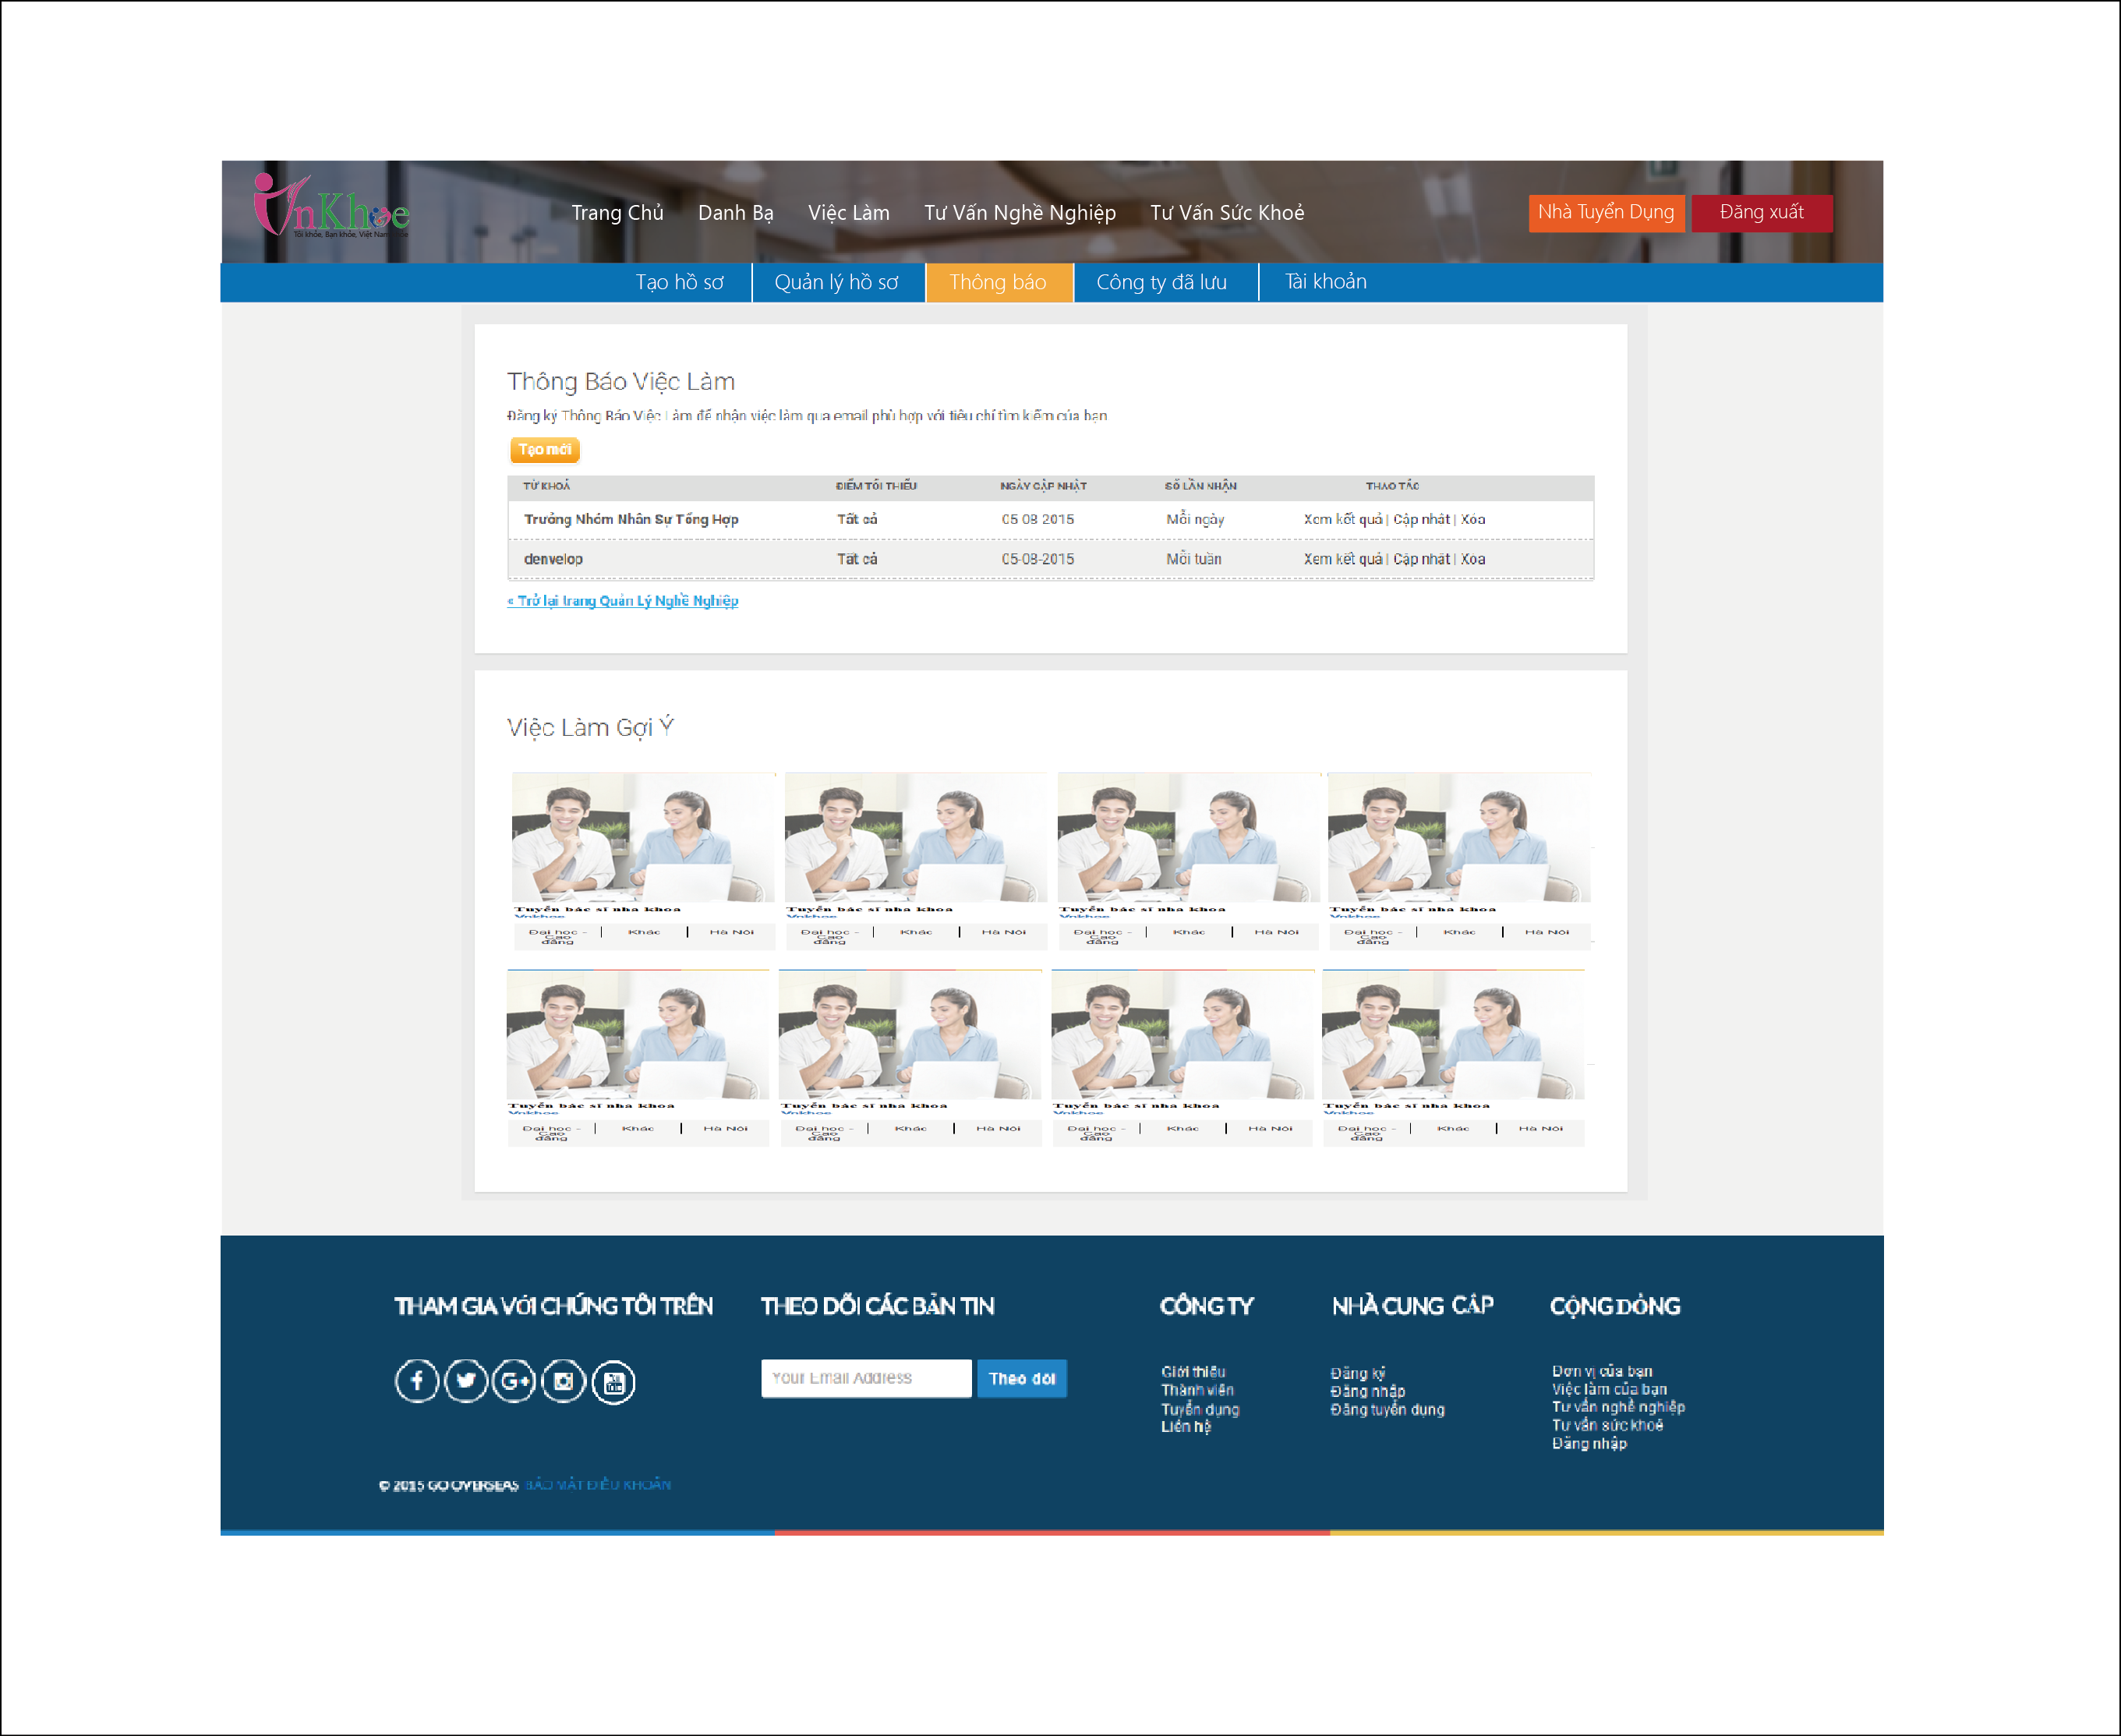 VnKhoe
Tôi khỏe, Bạn khỏe, Việt Nam khỏe
Trang Chủ Danh Bạ Việc Làm Tư Vấn Nghề Nghiệp Tư Vấn Sức Khoẻ
Nhà Tuyển Dụng Đăng xuất
Tạo hồ sơ Quản lý hồ sơ Thông báo Công ty đã lưu Tài khoản
Thông Báo Việc Làm
Đăng ký Thông Báo Việc Làm để nhận việc làm qua email phù hợp với tiêu chí tìm kiếm của bạn
Tạo mới
TỪ KHOÁ ĐIỂM TỐI THIỂU NGÀY CẬP NHẬT SỐ LẦN NHẬN THAO TÁC
Trưởng Nhóm Nhân Sự Tổng Hợp Tất cả 05-08-2015 Mỗi ngày Xem kết quả | Cập nhât | Xóa
denvelop Tất cả 05-08-2015 Mỗi tuần Xem kết quả | Cập nhât | Xóa
« Trở lại trang Quản Lý Nghề Nghiệp
Việc Làm Gợi Ý
Tuyển bác sĩ nha khoa Tuyển bác sĩ nha khoa Tuyển bác sĩ nha khoa Tuyển bác sĩ nha khoa
Vnkhoe Vnkhoe Vnkhoe Vnkhoe
Đại học - Cao đẳng | Khác | Hà Nội Đại học - Cao đẳng | Khác | Hà Nội Đại học - Cao đẳng | Khác | Hà Nội Đại học - Cao đẳng | Khác | Hà Nội
Tuyển bác sĩ nha khoa Tuyển bác sĩ nha khoa Tuyển bác sĩ nha khoa Tuyển bác sĩ nha khoa
Vnkhoe Vnkhoe Vnkhoe Vnkhoe
Đại học - Cao đẳng | Khác | Hà Nội Đại học - Cao đẳng | Khác | Hà Nội Đại học - Cao đẳng | Khác | Hà Nội Đại học - Cao đẳng | Khác | Hà Nội
THAM GIA VỚI CHÚNG TÔI TRÊN
THEO DÕI CÁC BẢN TIN
Your Email Address Theo dõi
CÔNG TY
Giới thiệu
Thành viên
Tuyển dụng
Liên hệ
NHÀ CUNG CẤP
Đăng ký
Đăng nhập
Đăng tuyển dụng
CỘNG ĐỒNG
Đơn vị của bạn
Việc làm của bạn
Tư vấn nghề nghiệp
Tư vấn sức khoẻ
Đăng nhập
© 2015 GO OVERSEAS BẢO MẬT ĐIỀU KHOẢN